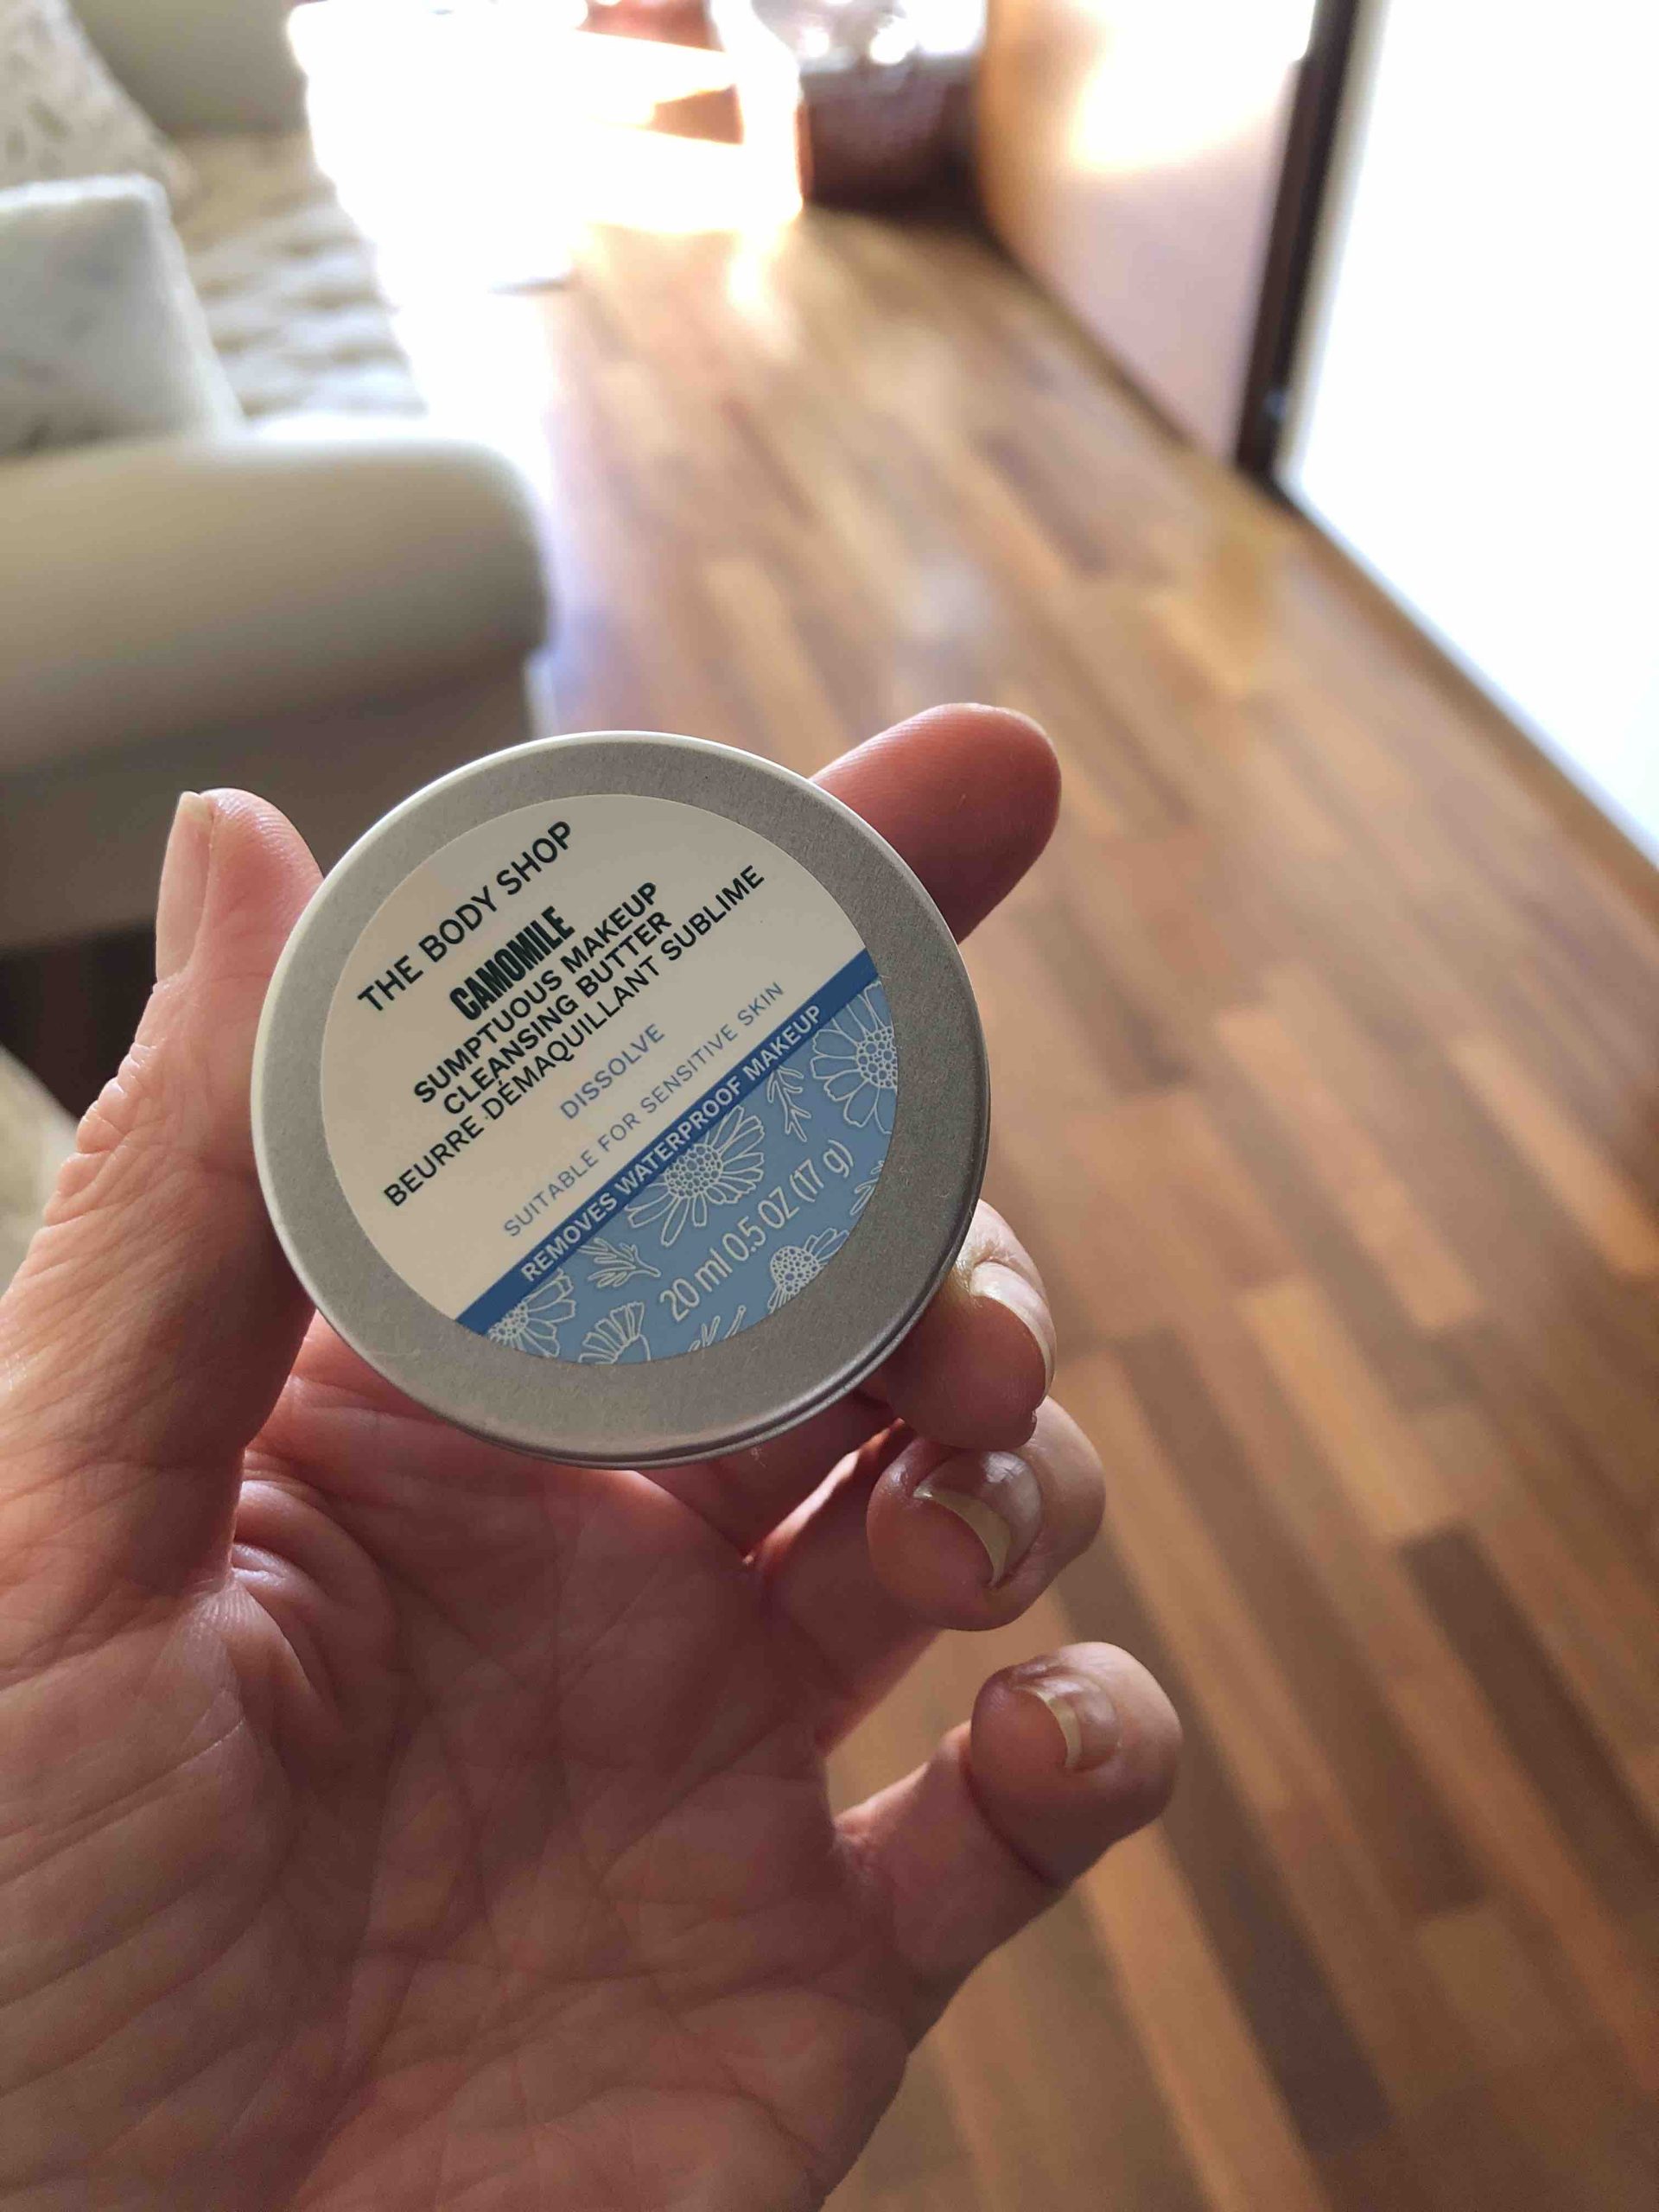 THE BODY SHOP
CAMOMILE
SUMPTUOUS MAKEUP
CLEANSING BUTTER
BEURRE DÉMAQUILLANT SUBLIME
DISSOLVE
SUITABLE FOR SENSITIVE SKIN
REMOVES WATERPROOF MAKEUP
20 ml 0.5 OZ (17 g)